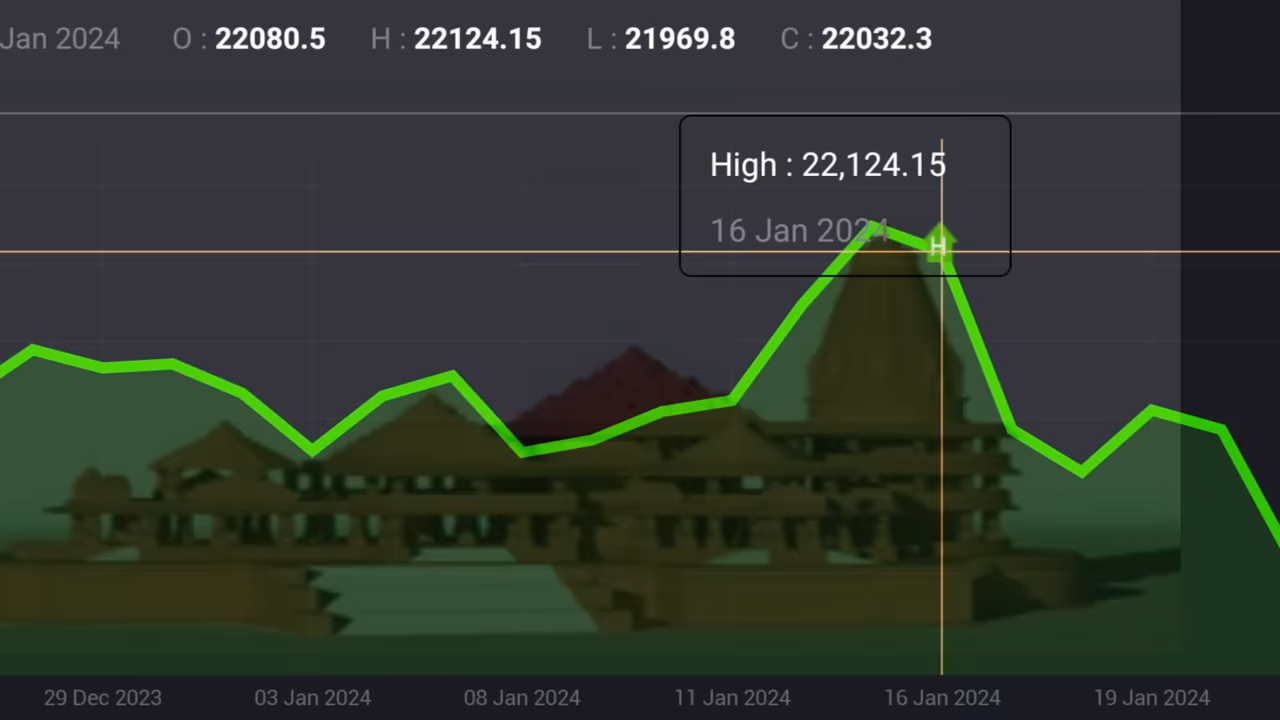 Jan 2024 O : 22080.5 H : 22124.15 L : 21969.8 C : 22032.3
High : 22,124.15
16 Jan 2024
H
29 Dec 2023 03 Jan 2024 08 Jan 2024 11 Jan 2024 16 Jan 2024 19 Jan 2024